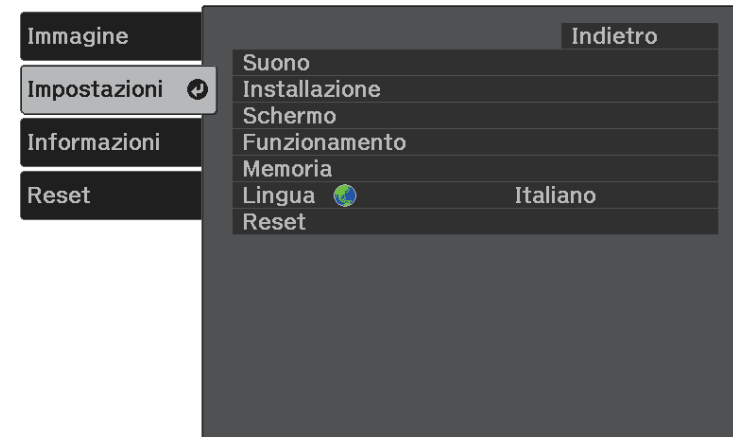 Immagine
Impostazioni
Informazioni
Reset
Indietro
Suono
Installazione
Schermo
Funzionamento
Memoria
Lingua Italiano
Reset